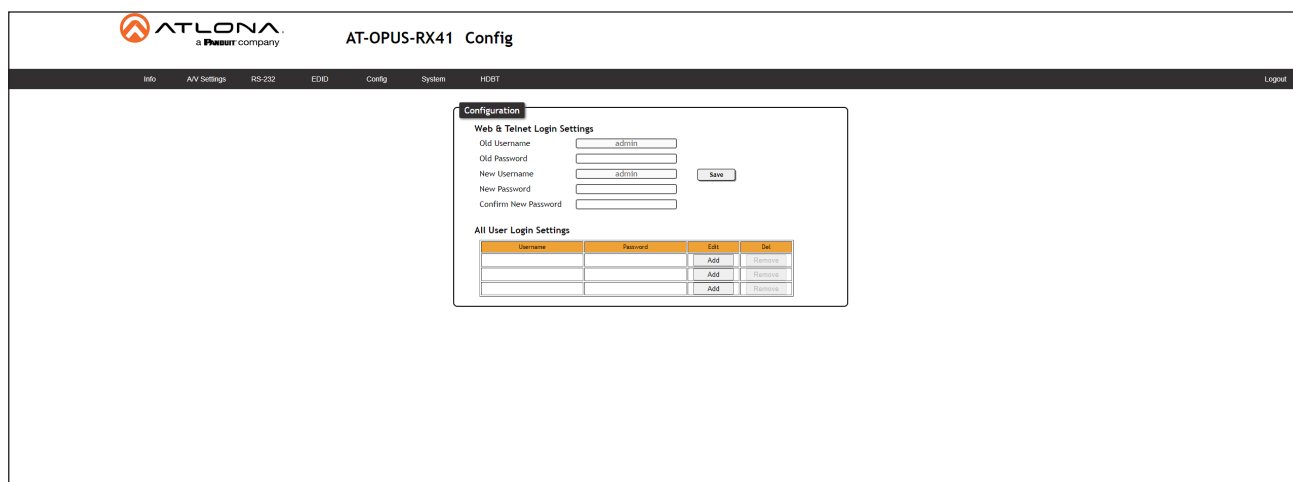 ATLONA.
a PANDUIT company
AT-OPUS-RX41 Config
Info A/V Settings RS-232 EDID Config System HDBT Logout
Configuration
Web & Telnet Login Settings
Old Username admin
Old Password
New Username admin Save
New Password
Confirm New Password
All User Login Settings
Username Password Edit Del
Add Remove
Add Remove
Add Remove